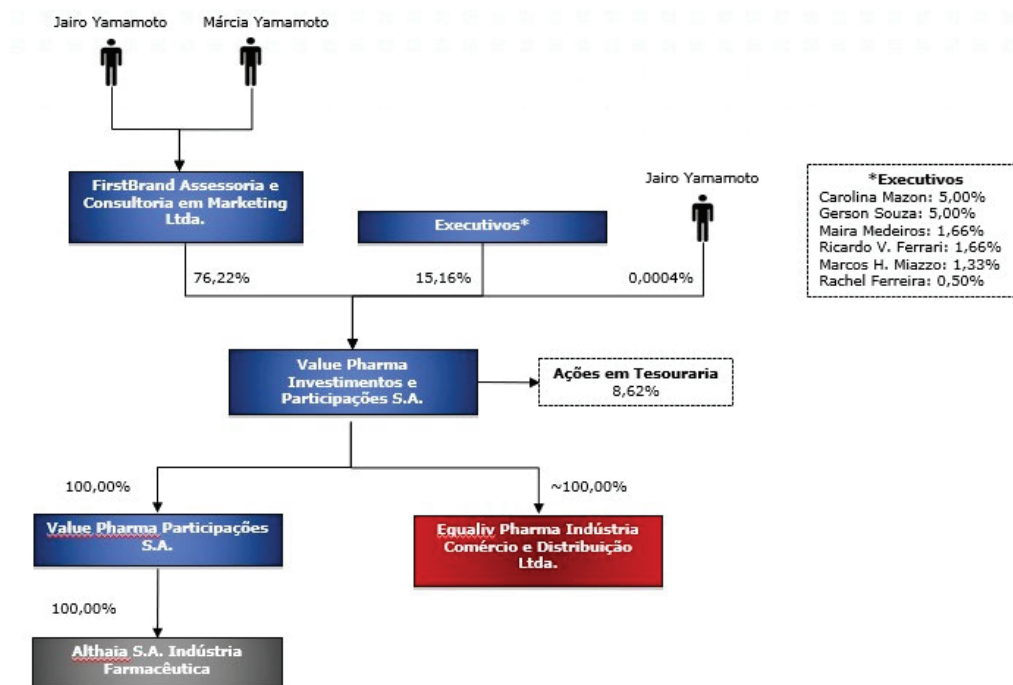 Jairo Yamamoto
Márcia Yamamoto
FirstBrand Assessoria e
Consultoria em Marketing
Ltda.
Executivos*
Jairo Yamamoto
*Executivos
Carolina Mazon: 5,00%
Gerson Souza: 5,00%
Maira Medeiros: 1,66%
Ricardo V. Ferrari: 1,66%
Marcos H. Miazzo: 1,33%
Rachel Ferreira: 0,50%
76,22%
15,16%
0,0004%
Value Pharma
Investimentos e
Participações S.A.
Ações em Tesouraria
8,62%
100,00%
~100,00%
Value Pharma Participações
S.A.
Equaliv Pharma Indústria
Comércio e Distribuição
Ltda.
100,00%
Althaia S.A. Indústria
Farmacêutica